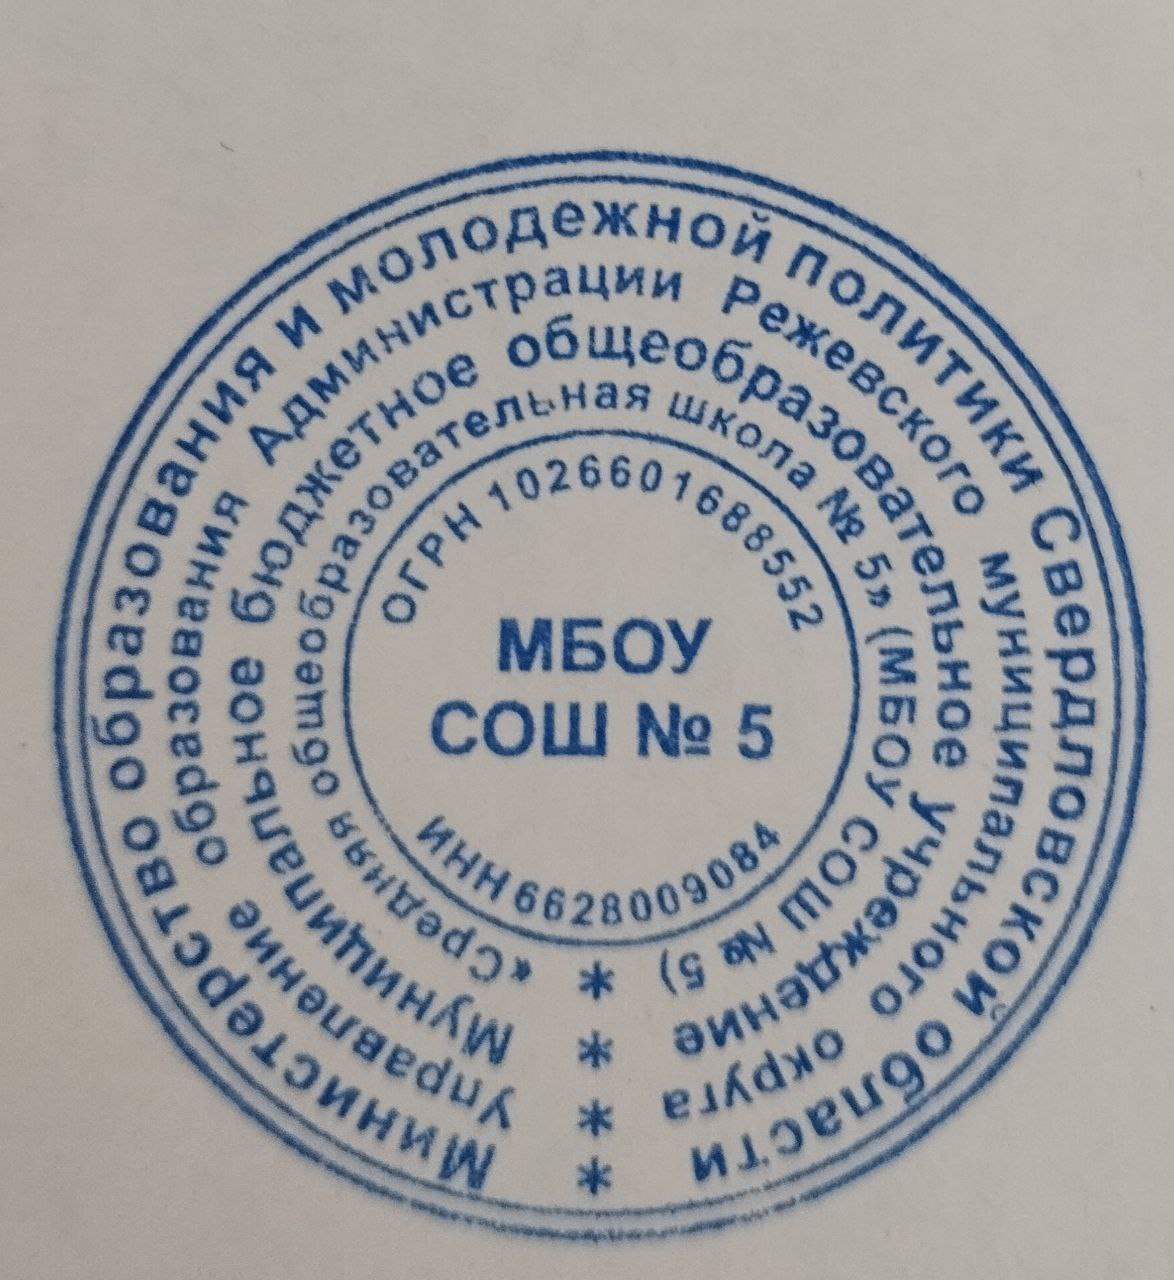 Министерство образования и молодежной политики Свердловской области
Управление образования Администрации Режевского муниципального округа
Муниципальное бюджетное общеобразовательное учреждение
«Средняя общеобразовательная школа № 5» (МБОУ СОШ № 5)
* * * *
ОГРН 1026601688552
МБОУ
СОШ № 5
ИНН 6628009084